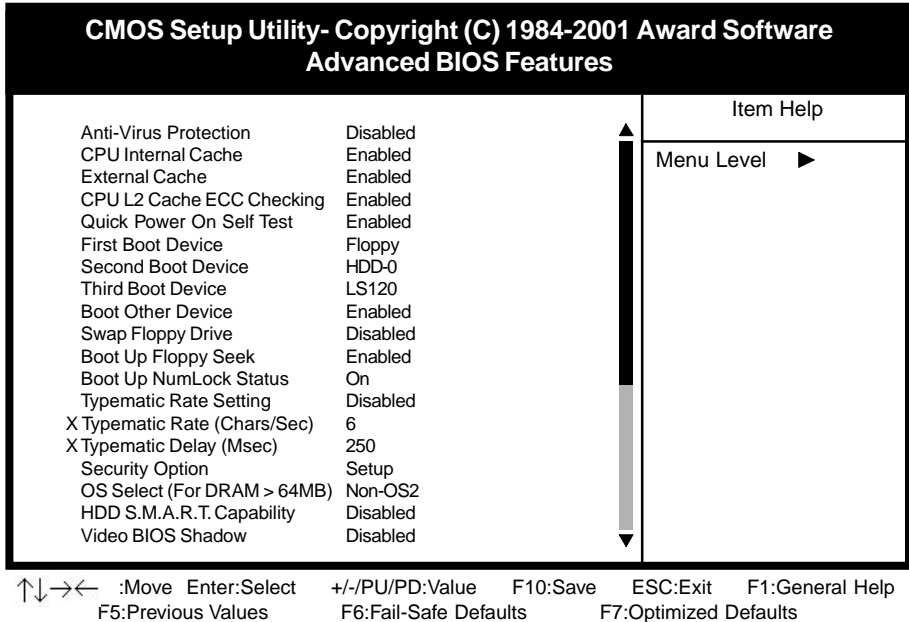 CMOS Setup Utility- Copyright (C) 1984-2001 Award Software
Advanced BIOS Features
Item Help
Anti-Virus Protection Disabled
CPU Internal Cache Enabled
Menu Level ►
External Cache Enabled
CPU L2 Cache ECC Checking Enabled
Quick Power On Self Test Enabled
First Boot Device Floppy
Second Boot Device HDD-0
Third Boot Device LS120
Boot Other Device Enabled
Swap Floppy Drive Disabled
Boot Up Floppy Seek Enabled
Boot Up NumLock Status On
Typematic Rate Setting Disabled
X Typematic Rate (Chars/Sec) 6
X Typematic Delay (Msec) 250
Security Option Setup
OS Select (For DRAM > 64MB) Non-OS2
HDD S.M.A.R.T. Capability Disabled
Video BIOS Shadow Disabled
↑↓→← :Move Enter:Select +/-/PU/PD:Value F10:Save ESC:Exit F1:General Help
F5:Previous Values F6:Fail-Safe Defaults F7:Optimized Defaults